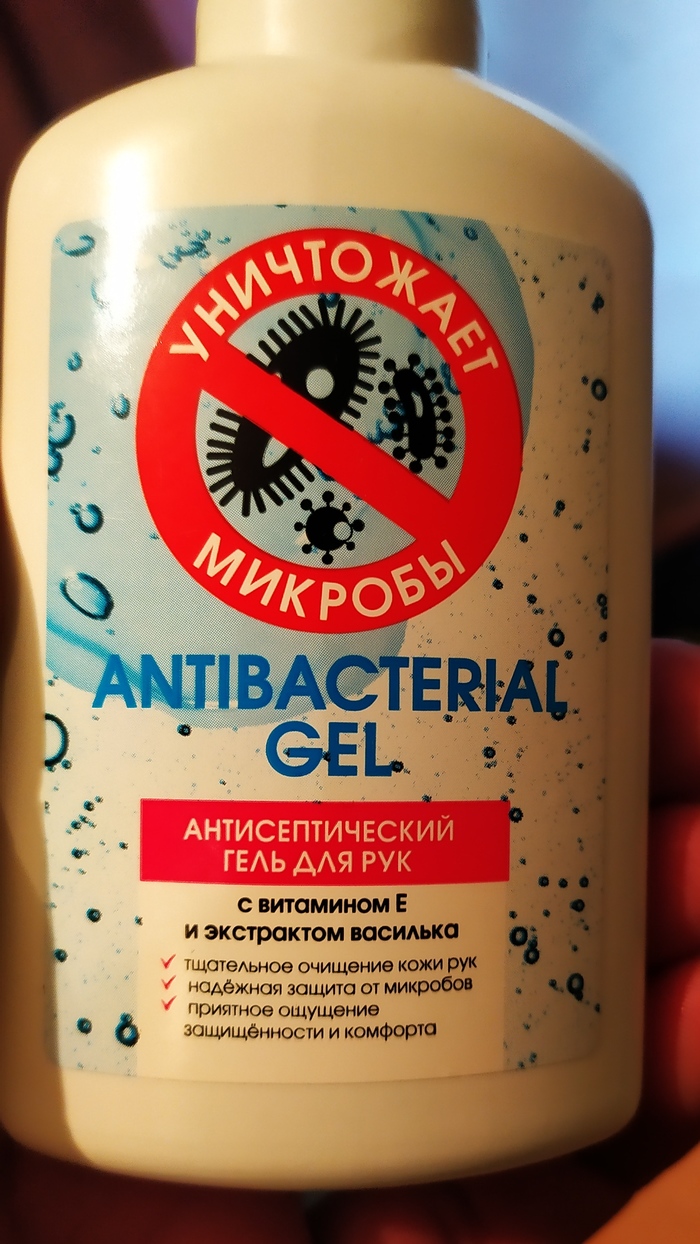 УНИЧТОЖАЕТ
МИКРОБЫ
ANTIBACTERIAL
GEL
АНТИСЕПТИЧЕСКИЙ
ГЕЛЬ ДЛЯ РУК
с витамином Е
и экстрактом василька
тщательное очищение кожи рук
надёжная защита от микробов
приятное ощущение
защищённости и комфорта